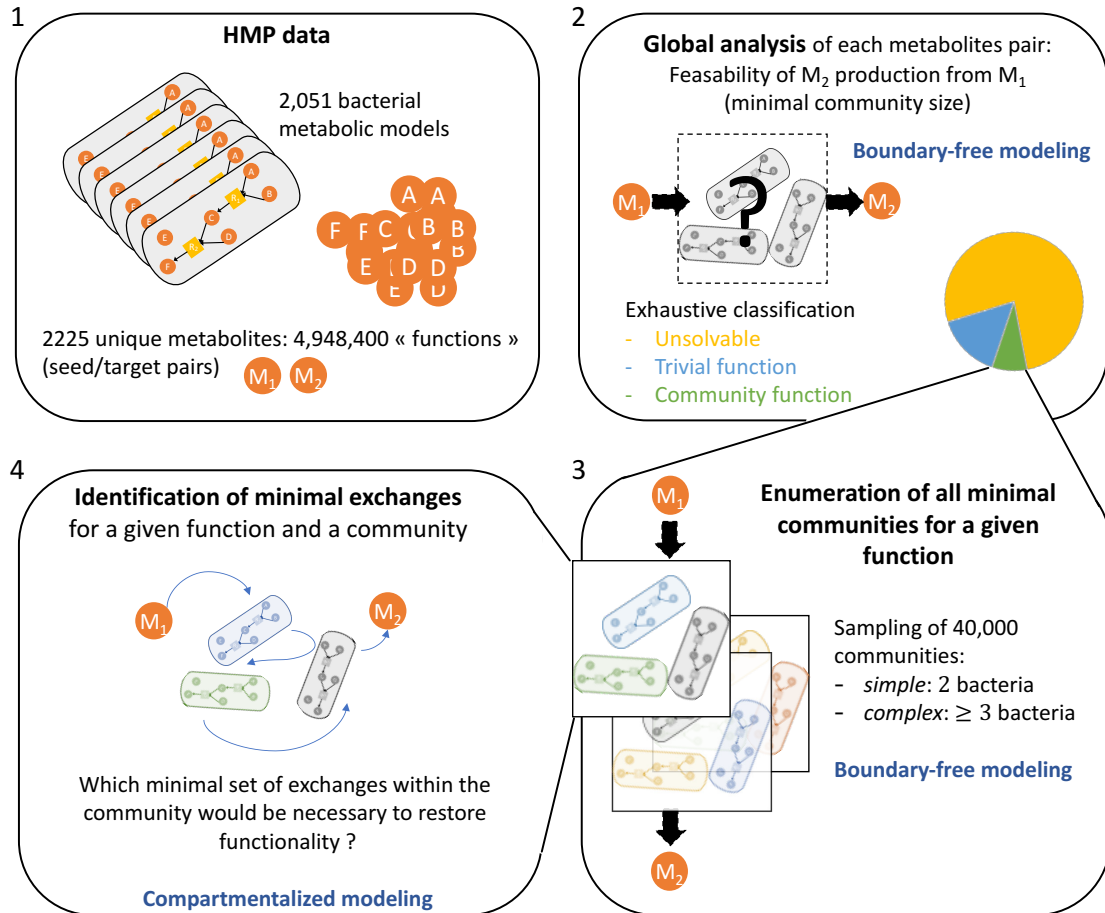 1
HMP data
2,051 bacterial
metabolic models
A
A
A
A
A
A
B
C
D
E
F
R
R
A A
F F C C B B
B
E D D
E D
2225 unique metabolites: 4,948,400 « functions »
(seed/target pairs) M1 M2
2
Global analysis of each metabolites pair:
Feasability of M2 production from M1
(minimal community size)
Boundary-free modeling
M1
?
M2
Exhaustive classification
- Unsolvable
- Trivial function
- Community function
4
Identification of minimal exchanges
for a given function and a community
M1
M2
Which minimal set of exchanges within the
community would be necessary to restore
functionality ?
Compartmentalized modeling
3
M1
Enumeration of all minimal
communities for a given
function
Sampling of 40,000
communities:
- simple: 2 bacteria
- complex: ≥ 3 bacteria
Boundary-free modeling
M2